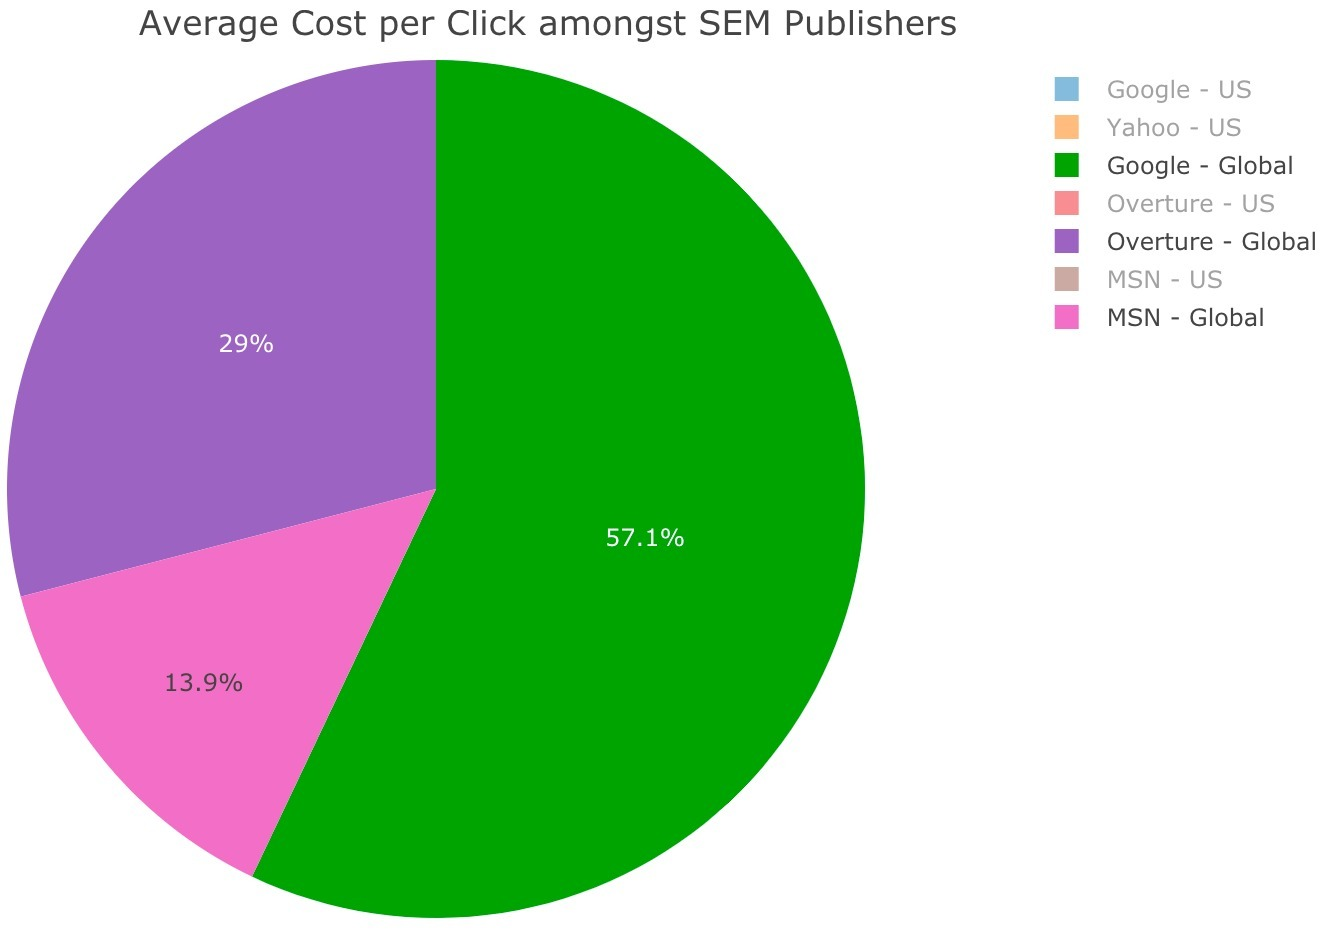 Average Cost per Click amongst SEM Publishers
Google - US
Yahoo - US
Google - Global
Overture - US
Overture - Global
MSN - US
MSN - Global
29%
57.1%
13.9%